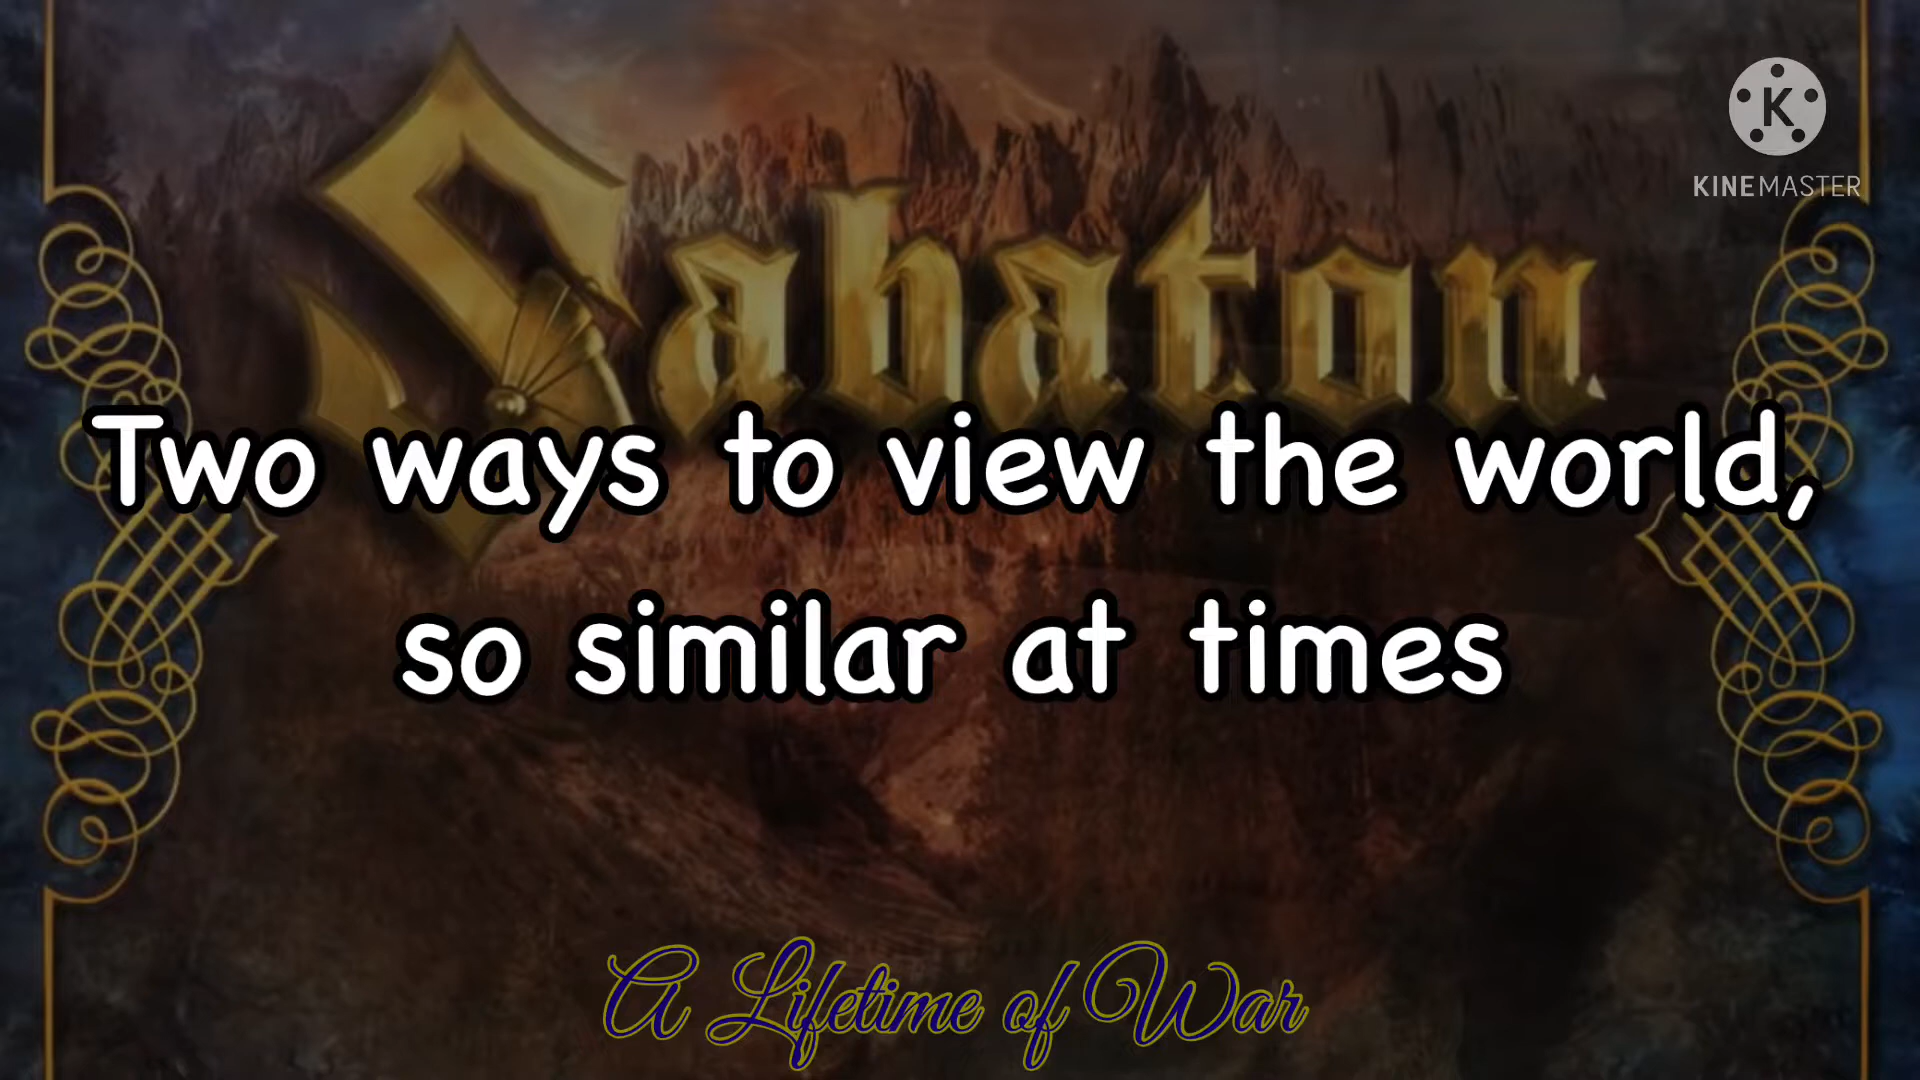 Sabaton
K
KINEMASTER
Two ways to view the world,
so similar at times
A Lifetime of War